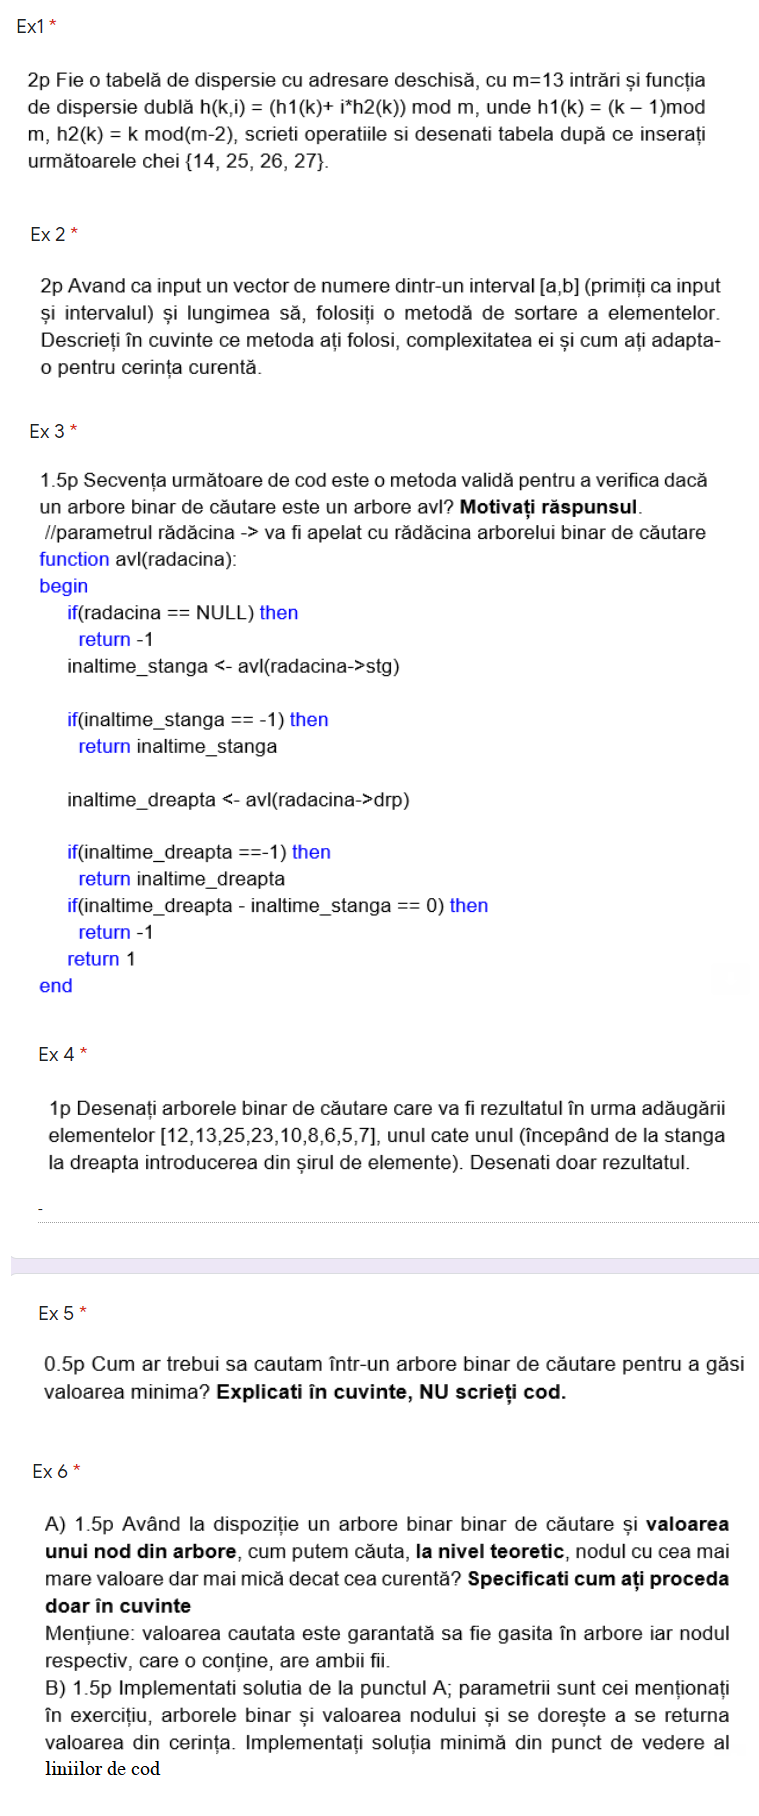 Ex1 *
2p Fie o tabelă de dispersie cu adresare deschisă, cu m=13 intrări și funcția
de dispersie dublă h(k,i) = (h1(k)+ i*h2(k)) mod m, unde h1(k) = (k – 1)mod
m, h2(k) = k mod(m-2), scrieti operatiile si desenati tabela după ce inserați
următoarele chei {14, 25, 26, 27}.
Ex 2 *
2p Avand ca input un vector de numere dintr-un interval [a,b] (primiți ca input
și intervalul) și lungimea să, folosiți o metodă de sortare a elementelor.
Descrieți în cuvinte ce metoda ați folosi, complexitatea ei și cum ați adapta-
o pentru cerința curentă.
Ex 3 *
1.5p Secvența următoare de cod este o metoda validă pentru a verifica dacă
un arbore binar de căutare este un arbore avl? Motivați răspunsul.
//parametrul rădăcina -> va fi apelat cu rădăcina arborelui binar de căutare
function avl(radacina):
begin
if(radacina == NULL) then
return -1
inaltime_stanga <- avl(radacina->stg)
if(inaltime_stanga == -1) then
return inaltime_stanga
inaltime_dreapta <- avl(radacina->drp)
if(inaltime_dreapta ==-1) then
return inaltime_dreapta
if(inaltime_dreapta - inaltime_stanga == 0) then
return -1
return 1
end
Ex 4 *
1p Desenați arborele binar de căutare care va fi rezultatul în urma adăugării
elementelor [12,13,25,23,10,8,6,5,7], unul cate unul (începând de la stanga
la dreapta introducerea din șirul de elemente). Desenati doar rezultatul.
-
Ex 5 *
0.5p Cum ar trebui sa cautam într-un arbore binar de căutare pentru a găsi
valoarea minima? Explicati în cuvinte, NU scrieți cod.
Ex 6 *
A) 1.5p Având la dispoziție un arbore binar binar de căutare și valoarea
unui nod din arbore, cum putem căuta, la nivel teoretic, nodul cu cea mai
mare valoare dar mai mică decat cea curentă? Specificati cum ați proceda
doar în cuvinte
Mențiune: valoarea cautata este garantată sa fie gasita în arbore iar nodul
respectiv, care o conține, are ambii fii.
B) 1.5p Implementati solutia de la punctul A; parametrii sunt cei menționați
în exercițiu, arborele binar și valoarea nodului și se dorește a se returna
valoarea din cerința. Implementați soluția minimă din punct de vedere al
liniilor de cod